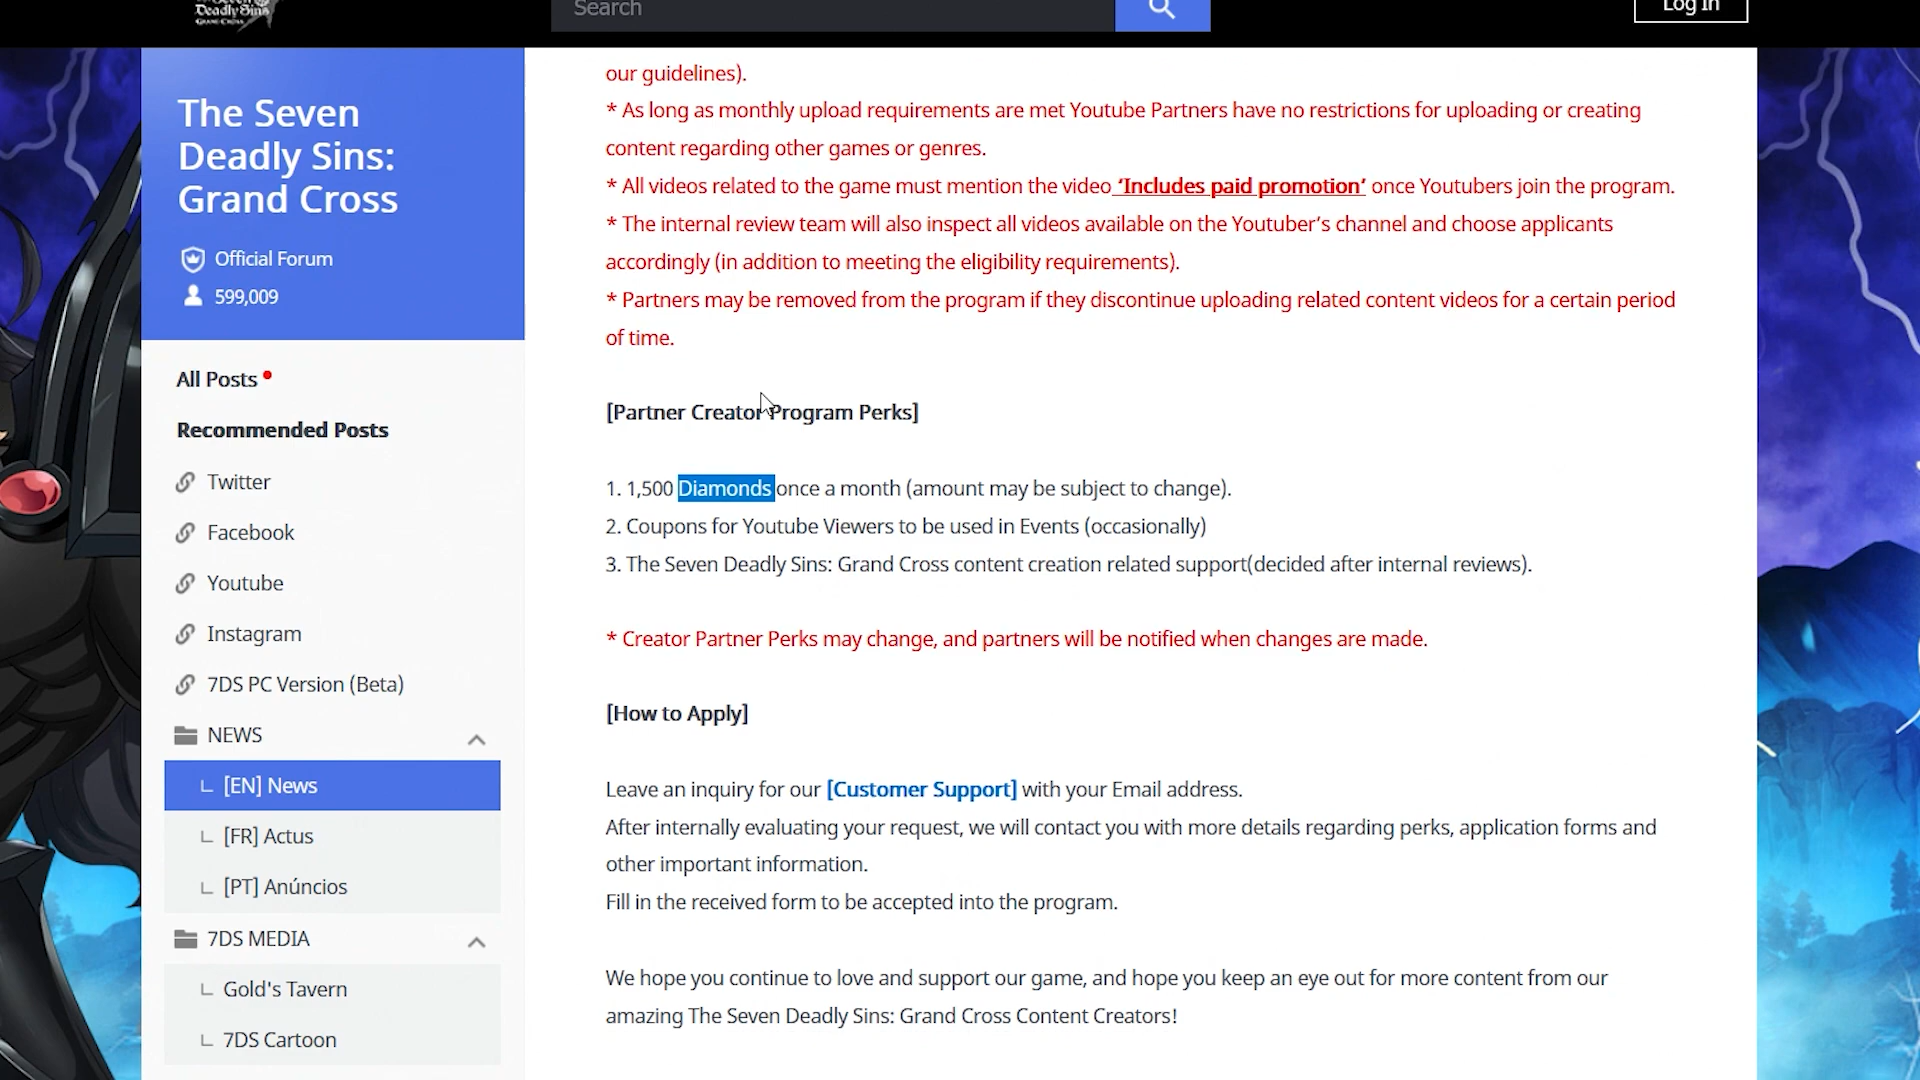 Deadly Sins
GRAND CROSS
Search
Log In
The Seven
Deadly Sins:
Grand Cross
Official Forum
599,009
All Posts
Recommended Posts
Twitter
Facebook
Youtube
Instagram
7DS PC Version (Beta)
NEWS
[EN] News
[FR] Actus
[PT] Anúncios
7DS MEDIA
Gold's Tavern
7DS Cartoon
our guidelines).
* As long as monthly upload requirements are met Youtube Partners have no restrictions for uploading or creating
content regarding other games or genres.
* All videos related to the game must mention the video ‘Includes paid promotion’ once Youtubers join the program.
* The internal review team will also inspect all videos available on the Youtuber’s channel and choose applicants
accordingly (in addition to meeting the eligibility requirements).
* Partners may be removed from the program if they discontinue uploading related content videos for a certain period
of time.
[Partner Creator Program Perks]
1. 1,500 Diamonds once a month (amount may be subject to change).
2. Coupons for Youtube Viewers to be used in Events (occasionally)
3. The Seven Deadly Sins: Grand Cross content creation related support(decided after internal reviews).
* Creator Partner Perks may change, and partners will be notified when changes are made.
[How to Apply]
Leave an inquiry for our [Customer Support] with your Email address.
After internally evaluating your request, we will contact you with more details regarding perks, application forms and
other important information.
Fill in the received form to be accepted into the program.
We hope you continue to love and support our game, and hope you keep an eye out for more content from our
amazing The Seven Deadly Sins: Grand Cross Content Creators!